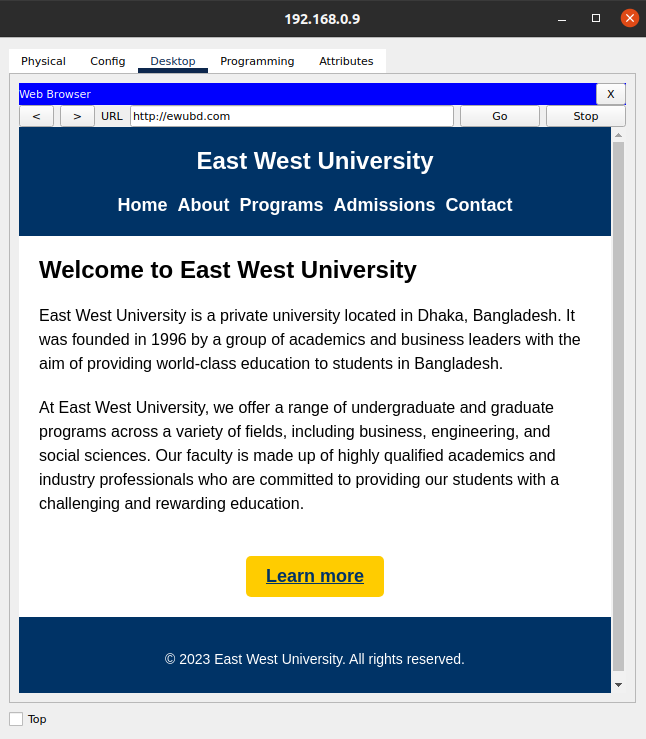 192.168.0.9
Physical Config Desktop Programming Attributes
Web Browser X
< > URL http://ewubd.com Go Stop
East West University
Home About Programs Admissions Contact
Welcome to East West University
East West University is a private university located in Dhaka, Bangladesh. It
was founded in 1996 by a group of academics and business leaders with the
aim of providing world-class education to students in Bangladesh.
At East West University, we offer a range of undergraduate and graduate
programs across a variety of fields, including business, engineering, and
social sciences. Our faculty is made up of highly qualified academics and
industry professionals who are committed to providing our students with a
challenging and rewarding education.
Learn more
© 2023 East West University. All rights reserved.
Top